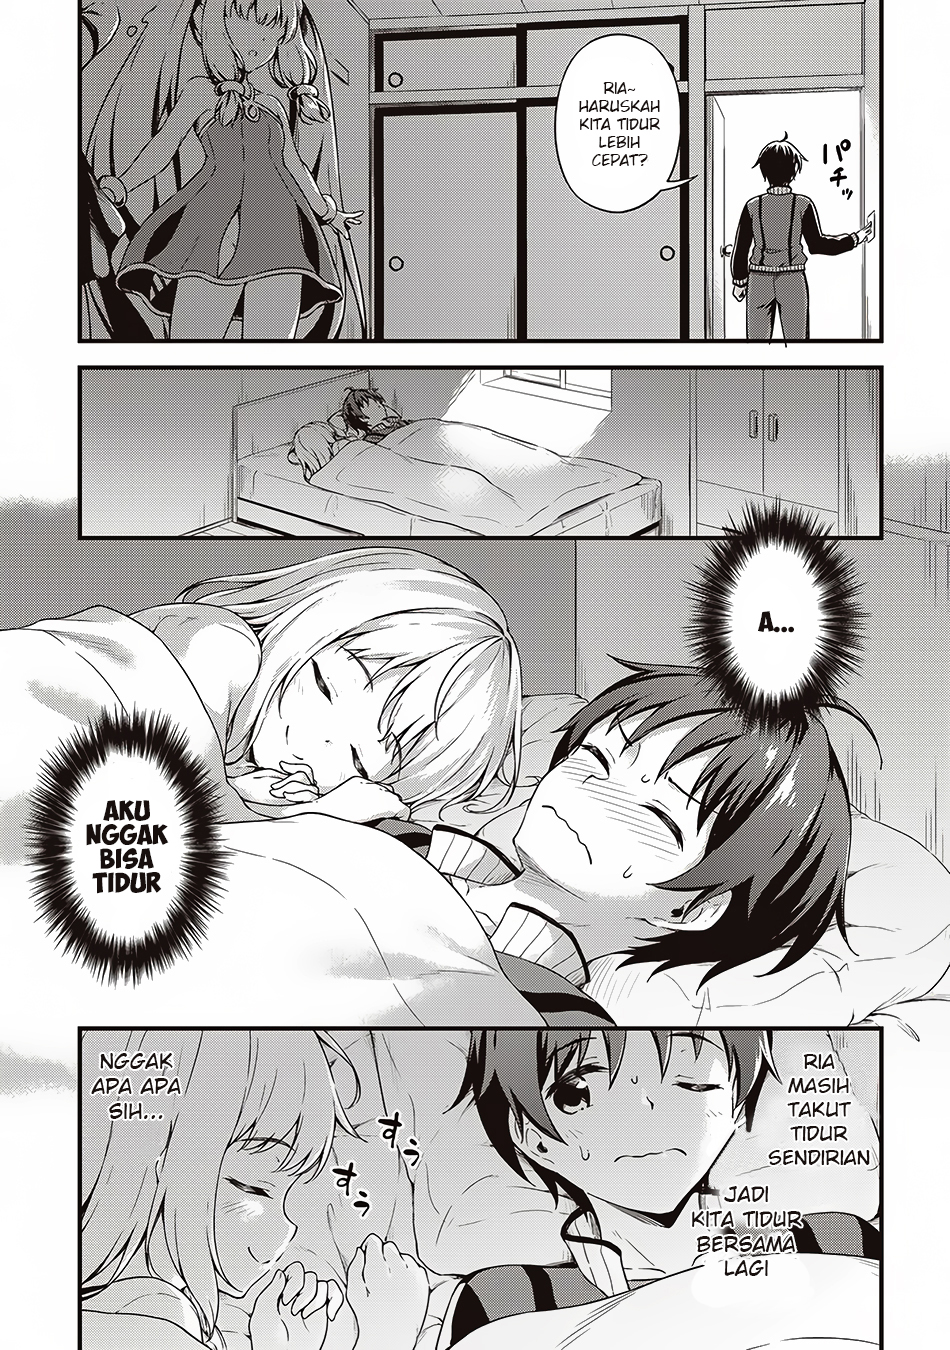 RIA~
HARUSKAH
KITA TIDUR
LEBIH
CEPAT?
パチッ
A...
AKU
NGGAK
BISA
TIDUR
RIA
MASIH
TAKUT
TIDUR
SENDIRIAN
JADI
KITA TIDUR
BERSAMA
LAGI
すぅ
すぅ
NGGAK
APA APA
SIH...